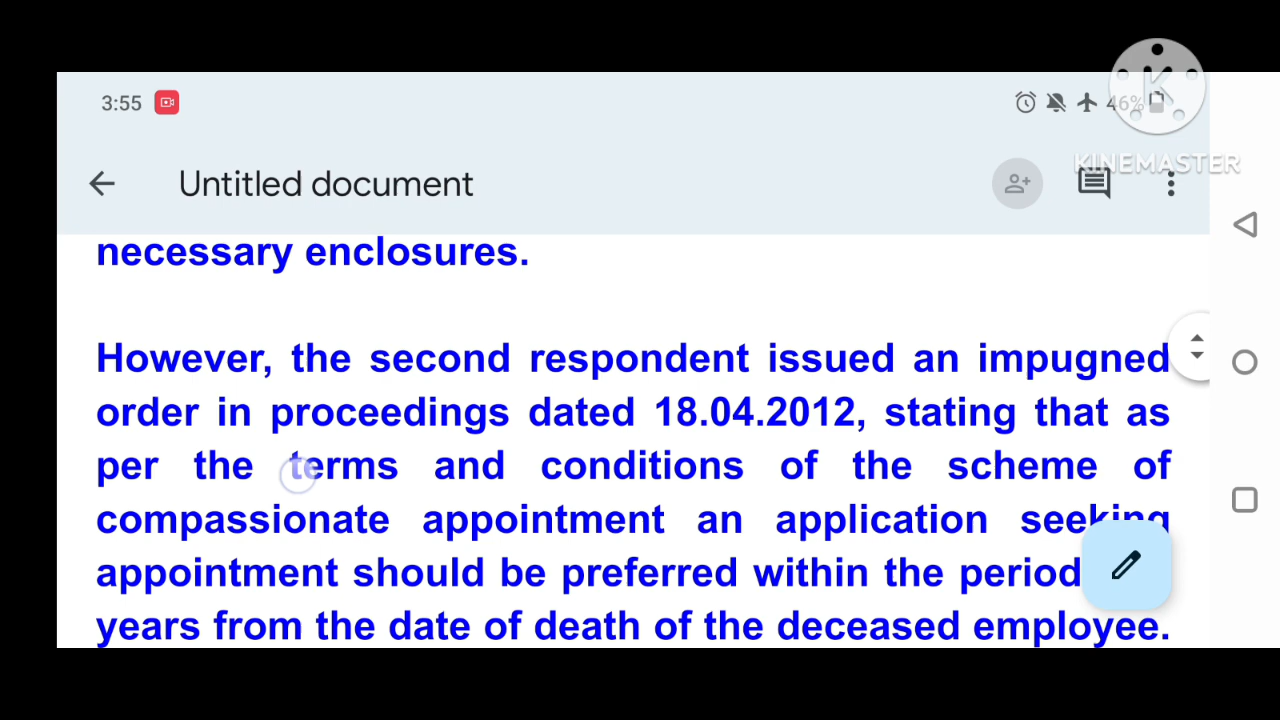 3:55
46%
KINEMASTER
Untitled document
necessary enclosures.
However, the second respondent issued an impugned
order in proceedings dated 18.04.2012, stating that as
per the terms and conditions of the scheme of
compassionate appointment an application seeking
appointment should be preferred within the period
years from the date of death of the deceased employee.